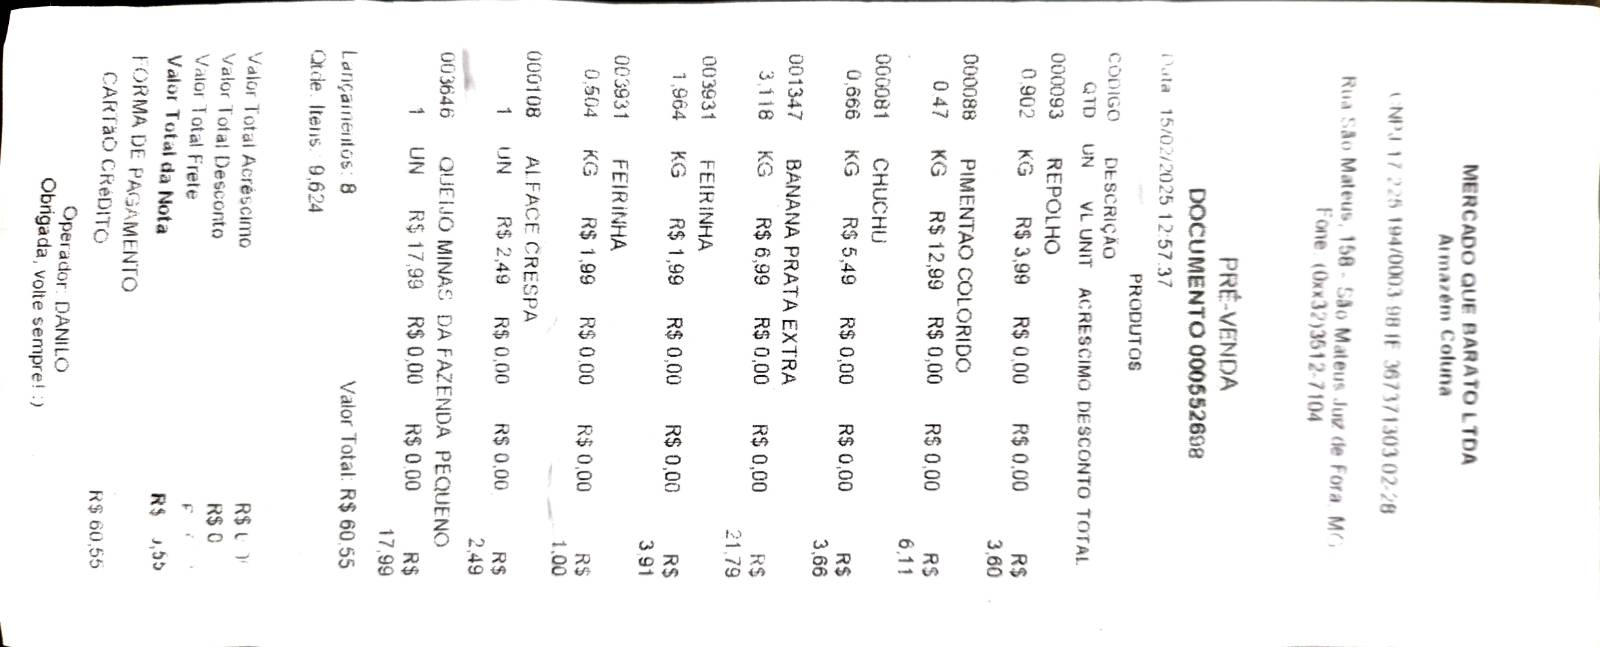 MERCADO QUE BARATO LTDA
Armazém Coluna
CNPJ 17 225 194/0003 98 IE 367371303 02-28
Rua São Mateus, 158 - São Mateus Juiz de Fora, MG
Fone: (0xx32)3512-7104
PRÉ-VENDA
DOCUMENTO 000552698
Data 15/02/2025 12:57:37
PRODUTOS
CÓDIGO DESCRIÇÃO
QTD UN VL UNIT ACRESCIMO DESCONTO TOTAL
000093 REPOLHO
0,902 KG R$ 3,99 R$ 0,00 R$ 0,00 R$
3,60
000088 PIMENTAO COLORIDO
0,47 KG R$ 12,99 R$ 0,00 R$ 0,00 R$
6,11
000081 CHUCHU
0,666 KG R$ 5,49 R$ 0,00 R$ 0,00 R$
3,66
001347 BANANA PRATA EXTRA
3,118 KG R$ 6,99 R$ 0,00 R$ 0,00 R$
21,79
003931 FEIRINHA
1,964 KG R$ 1,99 R$ 0,00 R$ 0,00 R$
3,91
003931 FEIRINHA
0,504 KG R$ 1,99 R$ 0,00 R$ 0,00 R$
1,00
000108 ALFACE CRESPA
1 UN R$ 2,49 R$ 0,00 R$ 0,00 R$
2,49
003646 QUEIJO MINAS DA FAZENDA PEQUENO
1 UN R$ 17,99 R$ 0,00 R$ 0,00 R$
17,99
Lançamentos: 8 Valor Total: R$ 60,55
Qtde. Itens: 9,624
Valor Total Acréscimo R$
Valor Total Desconto R$ 0
Valor Total Frete
Valor Total da Nota R$
FORMA DE PAGAMENTO
CARTÃO CRéDITO R$ 60,55
Operador: DANILO
Obrigada, volte sempre! :)